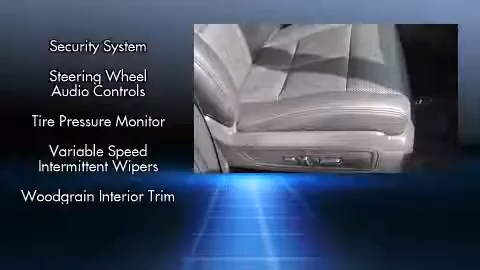 Security System
Steering Wheel
Audio Controls
Tire Pressure Monitor
Variable Speed
Intermittent Wipers
Woodgrain Interior Trim